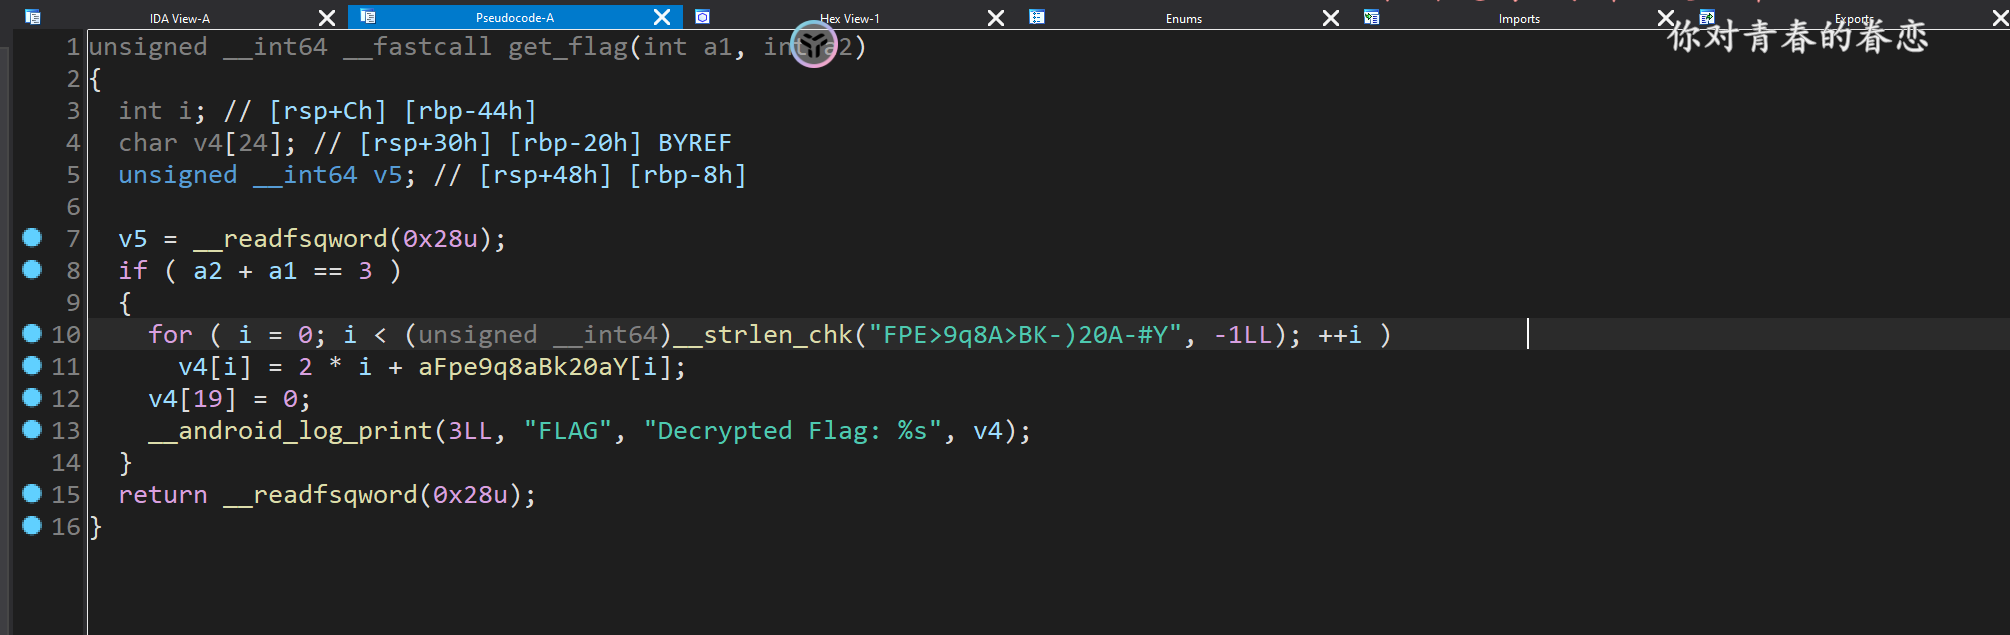 IDA View-A Pseudocode-A Hex View-1 Enums Imports Exports
你对青春的眷恋
1 unsigned __int64 __fastcall get_flag(int a1, int a2)
2 {
3 int i; // [rsp+Ch] [rbp-44h]
4 char v4[24]; // [rsp+30h] [rbp-20h] BYREF
5 unsigned __int64 v5; // [rsp+48h] [rbp-8h]
6
7 v5 = __readfsqword(0x28u);
8 if ( a2 + a1 == 3 )
9 {
10 for ( i = 0; i < (unsigned __int64)__strlen_chk("FPE>9q8A>BK-)20A-#Y", -1LL); ++i )
11 v4[i] = 2 * i + aFpe9q8aBk20aY[i];
12 v4[19] = 0;
13 __android_log_print(3LL, "FLAG", "Decrypted Flag: %s", v4);
14 }
15 return __readfsqword(0x28u);
16 }